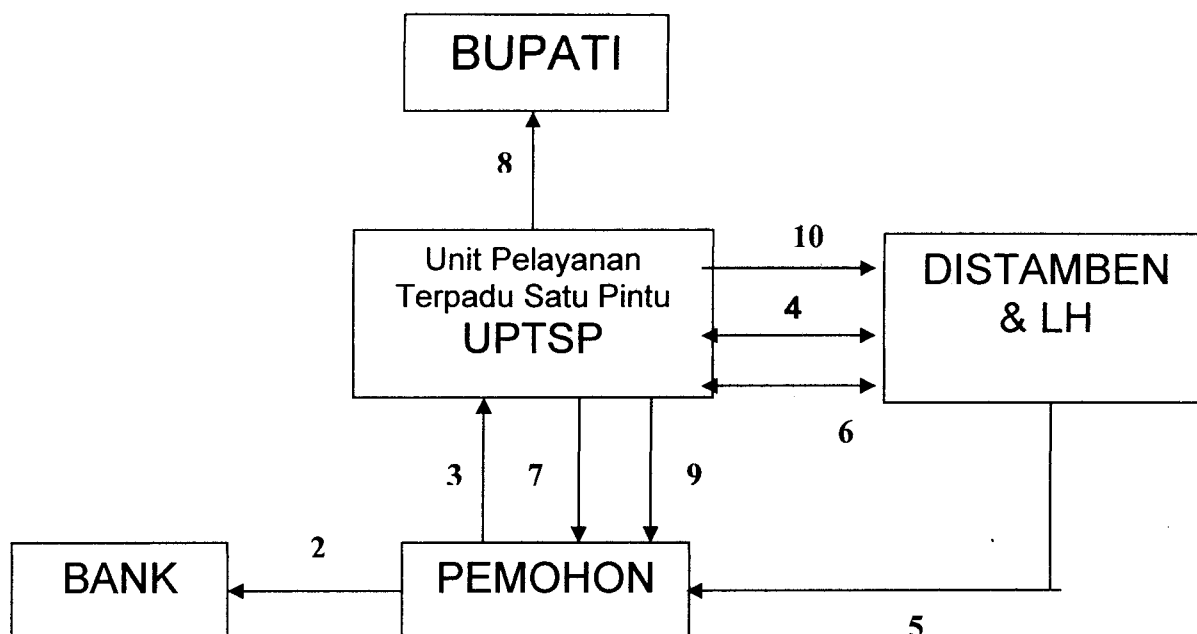 BUPATI
8
Unit Pelayanan
Terpadu Satu Pintu
UPTSP
10
4
6
DISTAMBEN
& LH
3
7
9
2
BANK
PEMOHON
5